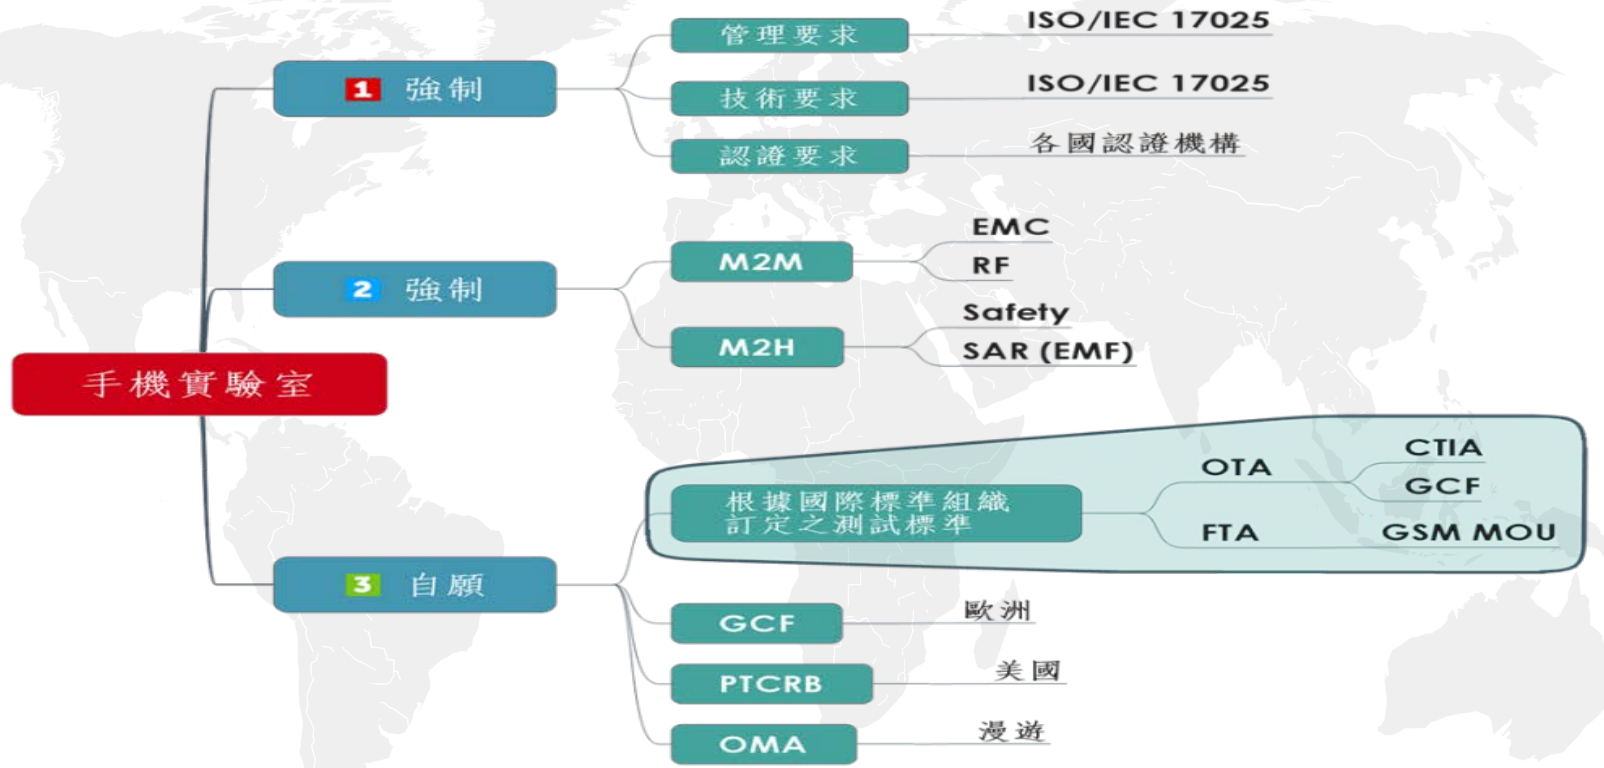 手機實驗室
1 強制
管理要求
ISO/IEC 17025
技術要求
ISO/IEC 17025
認證要求
各國認證機構
2 強制
M2M
EMC
RF
M2H
Safety
SAR (EMF)
3 自願
根據國際標準組織
訂定之測試標準
OTA
CTIA
GCF
FTA
GSM MOU
GCF
歐洲
PTCRB
美國
OMA
漫遊